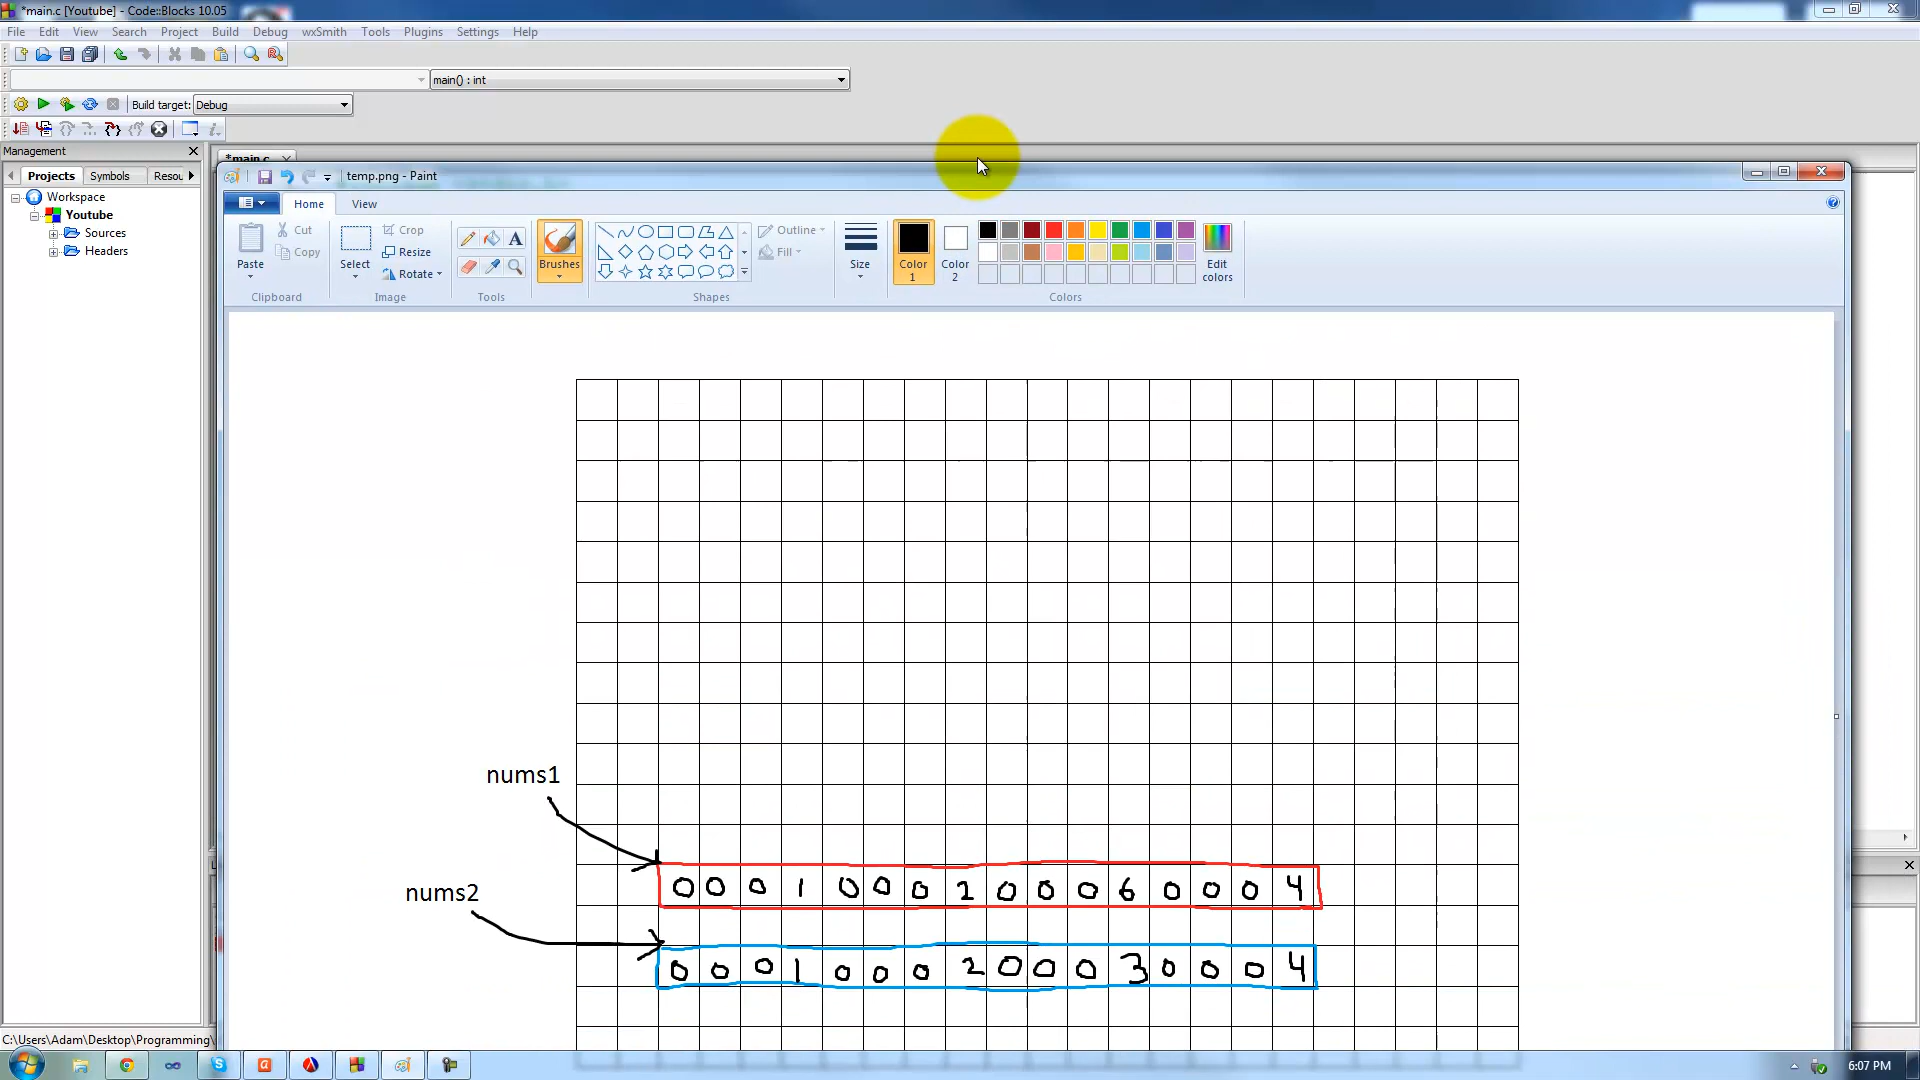 *main.c [Youtube] - Code::Blocks 10.05
File Edit View Search Project Build Debug wxSmith Tools Plugins Settings Help
main() : int
Build target: Debug
Management
*main.c
Projects Symbols Resou
temp.png - Paint
Workspace
Youtube
Sources
Headers
Home View
Paste Cut Copy
Select Crop Resize Rotate
Brushes
Outline Fill
Size
Color 1
Color 2
Edit colors
Clipboard Image Tools Shapes Colors
nums1
0 0 0 1 0 0 0 2 0 0 0 6 0 0 0 4
nums2
0 0 0 1 0 0 0 2 0 0 0 3 0 0 0 4
C:\Users\Adam\Desktop\Programming\
6:07 PM